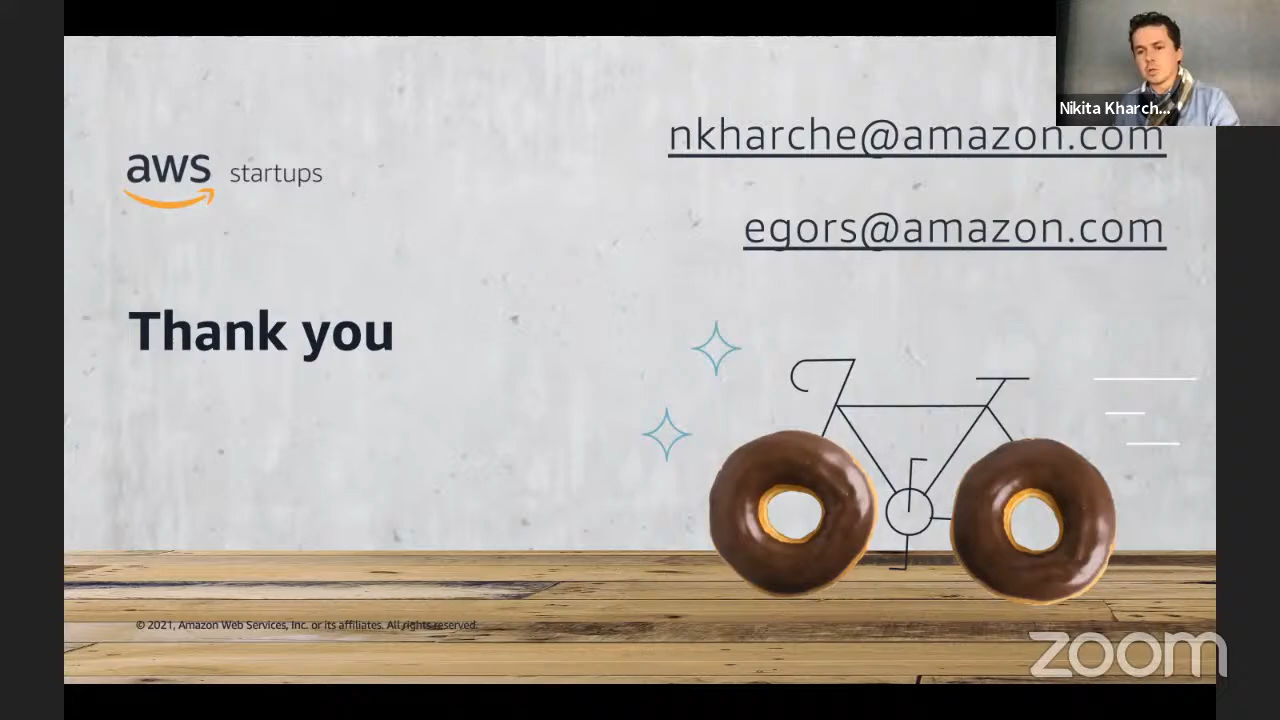 Nikita Kharch...
nkharche@amazon.com
aws startups
egors@amazon.com
Thank you
© 2021, Amazon Web Services, Inc. or its affiliates. All rights reserved.
zoom